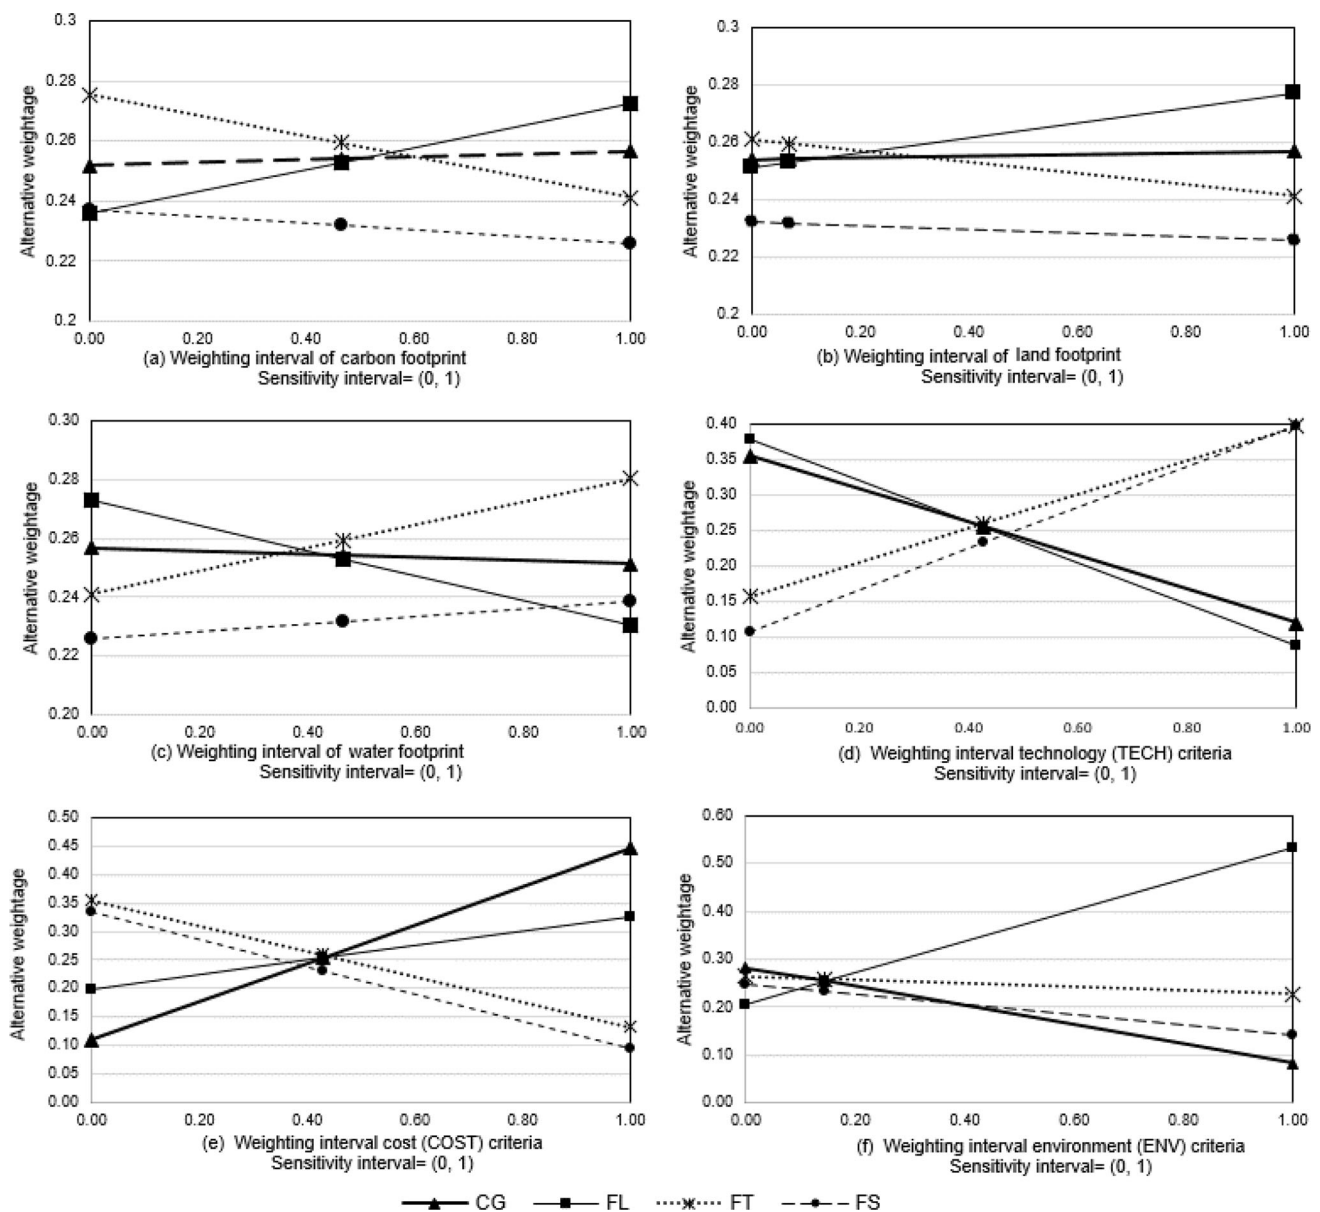 0.3
0.28
0.26
0.24
0.22
0.2
Alternative weightage
0.00 0.20 0.40 0.60 0.80 1.00
(a) Weighting interval of carbon footprint
Sensitivity interval= (0, 1)
0.3
0.28
0.26
0.24
0.22
0.2
Alternative weightage
0.00 0.20 0.40 0.60 0.80 1.00
(b) Weighting interval of land footprint
Sensitivity interval= (0, 1)
0.30
0.28
0.26
0.24
0.22
0.20
Alternative weightage
0.00 0.20 0.40 0.60 0.80 1.00
(c) Weighting interval of water footprint
Sensitivity interval= (0, 1)
0.40
0.35
0.30
0.25
0.20
0.15
0.10
0.05
0.00
Alternative weightage
0.00 0.20 0.40 0.60 0.80 1.00
(d) Weighting interval technology (TECH) criteria
Sensitivity interval= (0, 1)
0.50
0.45
0.40
0.35
0.30
0.25
0.20
0.15
0.10
0.05
0.00
Alternative weightage
0.00 0.20 0.40 0.60 0.80 1.00
(e) Weighting interval cost (COST) criteria
Sensitivity interval= (0, 1)
0.60
0.50
0.40
0.30
0.20
0.10
0.00
Alternative weightage
0.00 0.20 0.40 0.60 0.80 1.00
(f) Weighting interval environment (ENV) criteria
Sensitivity interval= (0, 1)
CG FL FT FS